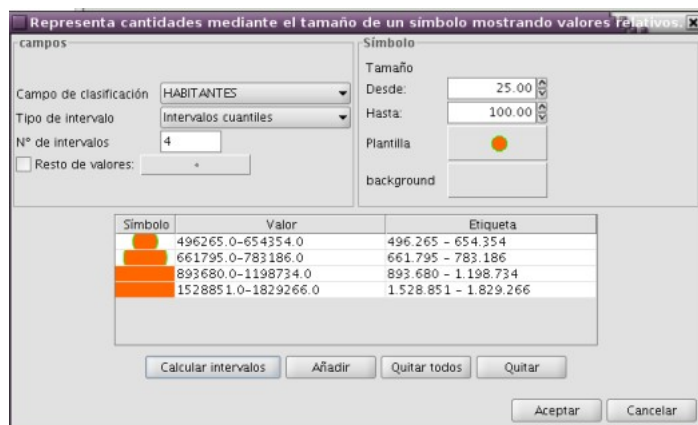 Representa cantidades mediante el tamaño de un símbolo mostrando valores relativos.
campos
Campo de clasificación HABITANTES
Tipo de intervalo Intervalos cuantiles
Nº de intervalos 4
Resto de valores:
Símbolo
Tamaño
Desde: 25.00
Hasta: 100.00
Plantilla
background
Símbolo Valor Etiqueta
496265.0-654354.0 496.265 - 654.354
661795.0-783186.0 661.795 - 783.186
893680.0-1198734.0 893.680 - 1.198.734
1528851.0-1829266.0 1.528.851 - 1.829.266
Calcular intervalos Añadir Quitar todos Quitar
Aceptar Cancelar